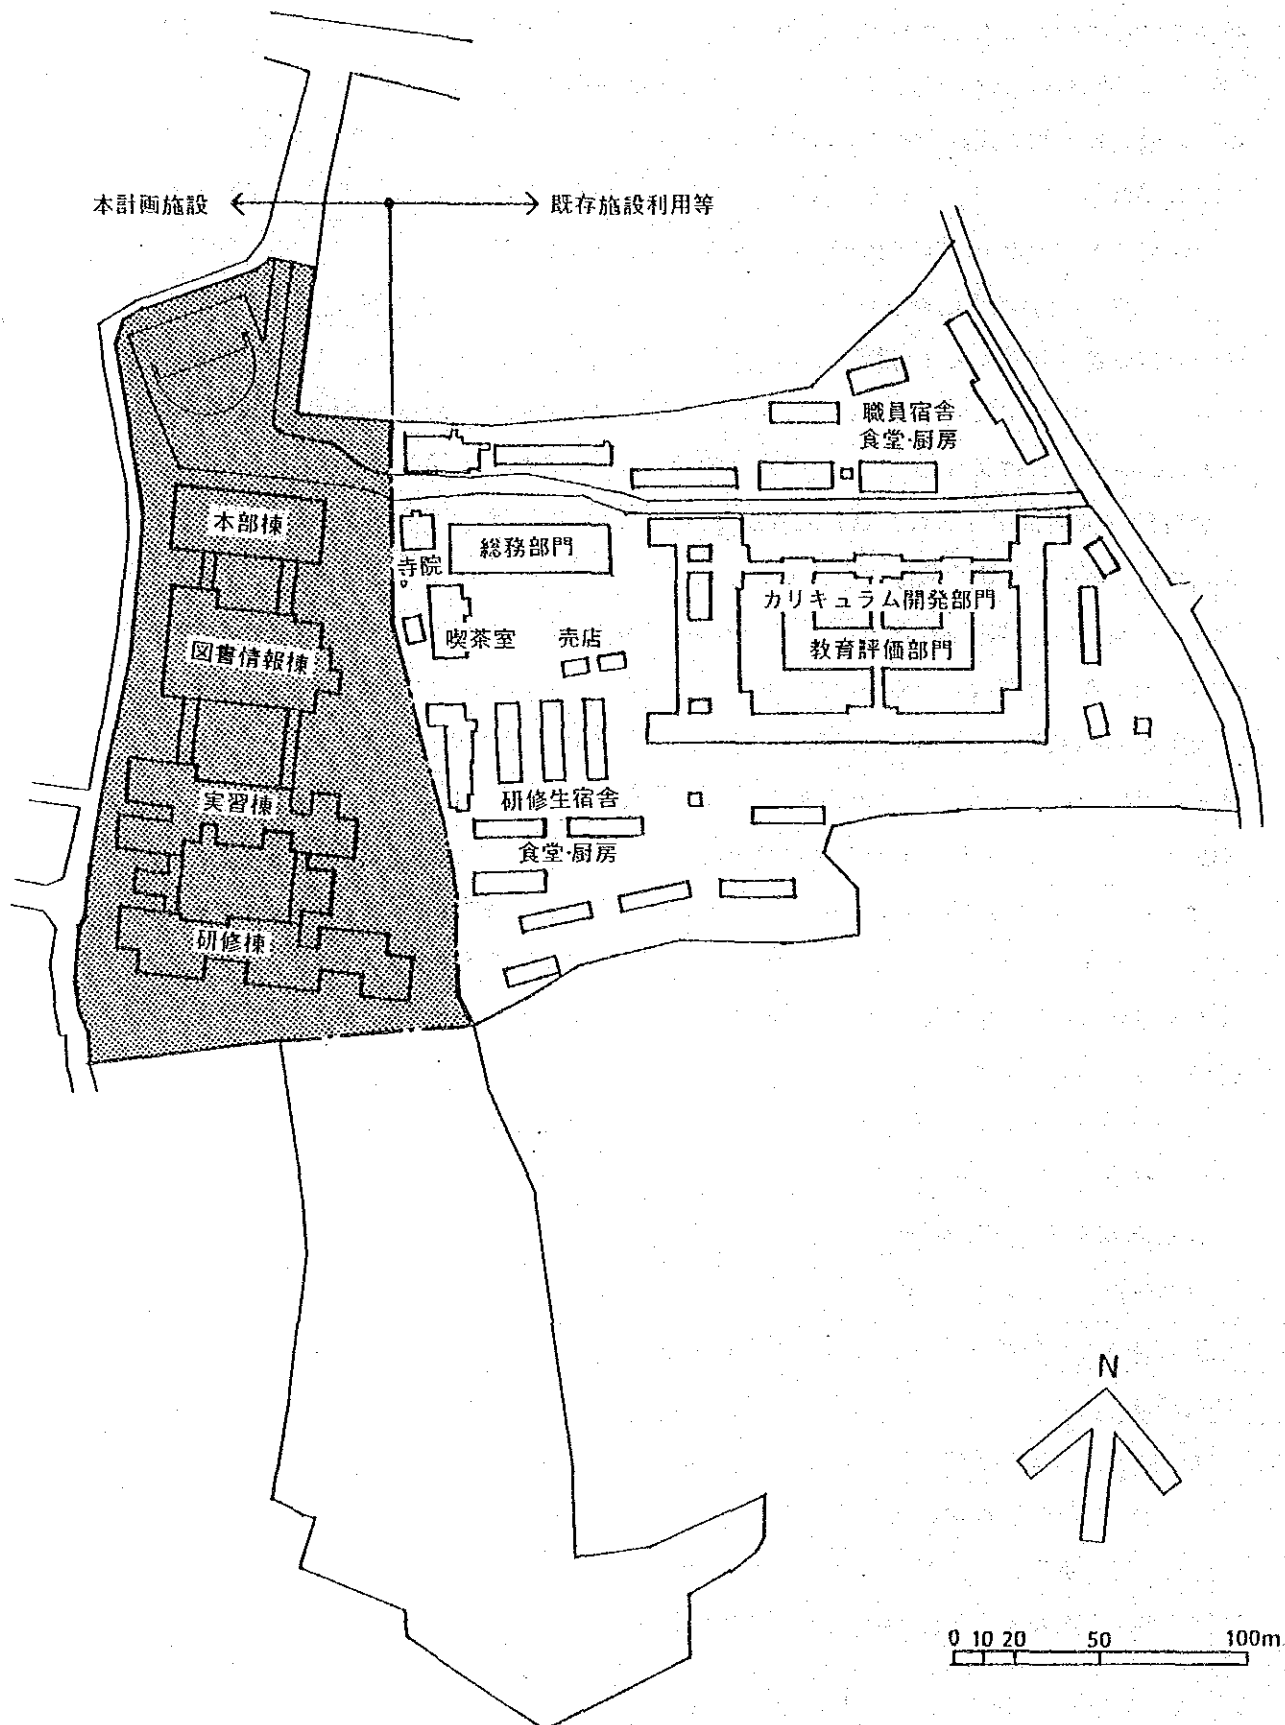 本計画施設
既存施設利用等
職員宿舎
食堂・厨房
本部棟
総務部門
寺院
カリキュラム開発部門
喫茶室
売店
教育評価部門
図書情報棟
実習棟
研修生宿舎
食堂・厨房
研修棟
N
0 10 20 50 100m